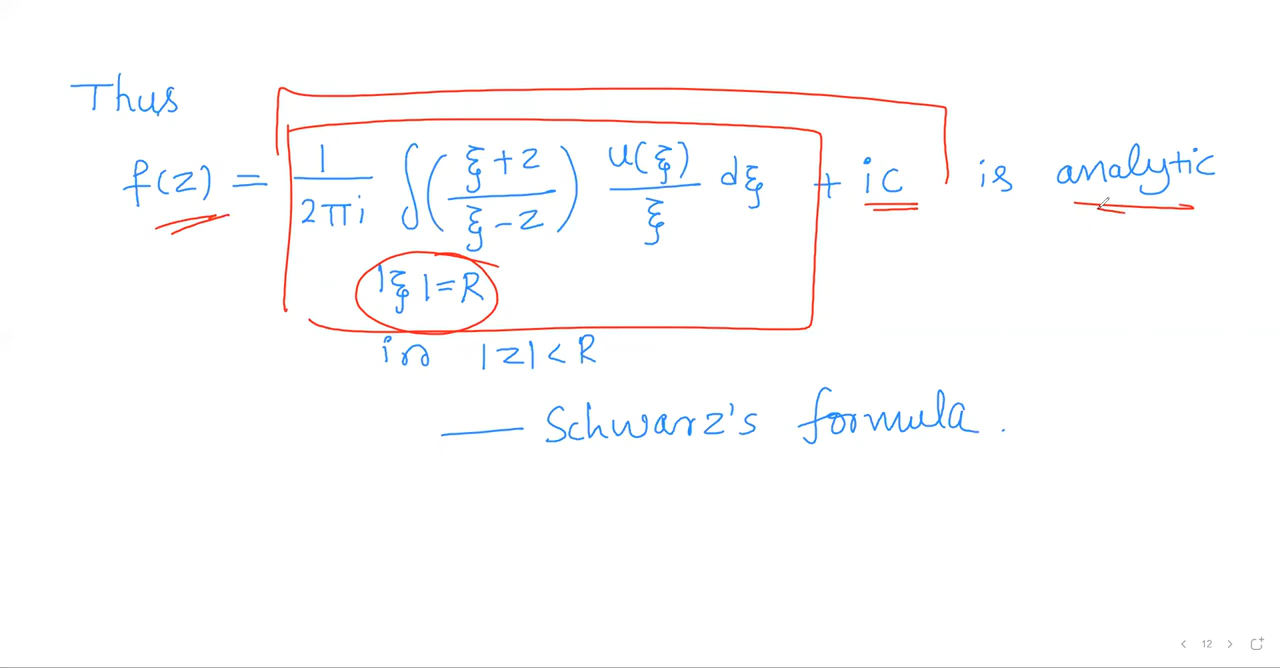 Thus
f(z) = 1/2πi ∫ ((ξ+z)/(ξ-z)) u(ξ)/ξ dξ + ic is analytic
|ξ|=R
in |z|<R
— Schwarz's formula.
12